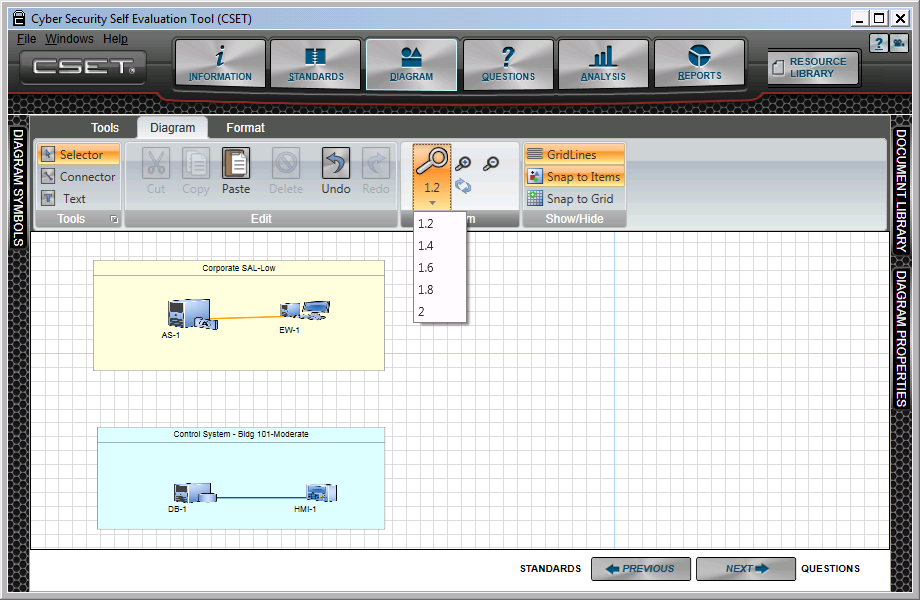 Cyber Security Self Evaluation Tool (CSET)
File Windows Help
CSET
INFORMATION
STANDARDS
DIAGRAM
QUESTIONS
ANALYSIS
REPORTS
RESOURCE
LIBRARY
Tools Diagram Format
Selector
Connector
Text
Tools
Cut
Copy
Paste
Delete
Undo
Redo
Edit
1.2
m
GridLines
Snap to Items
Snap to Grid
Show/Hide
1.2
1.4
1.6
1.8
2
DIAGRAM SYMBOLS
DOCUMENT LIBRARY
DIAGRAM PROPERTIES
Corporate SAL-Low
AS-1
EW-1
Control System - Bldg 101-Moderate
DB-1
HMI-1
STANDARDS PREVIOUS NEXT QUESTIONS